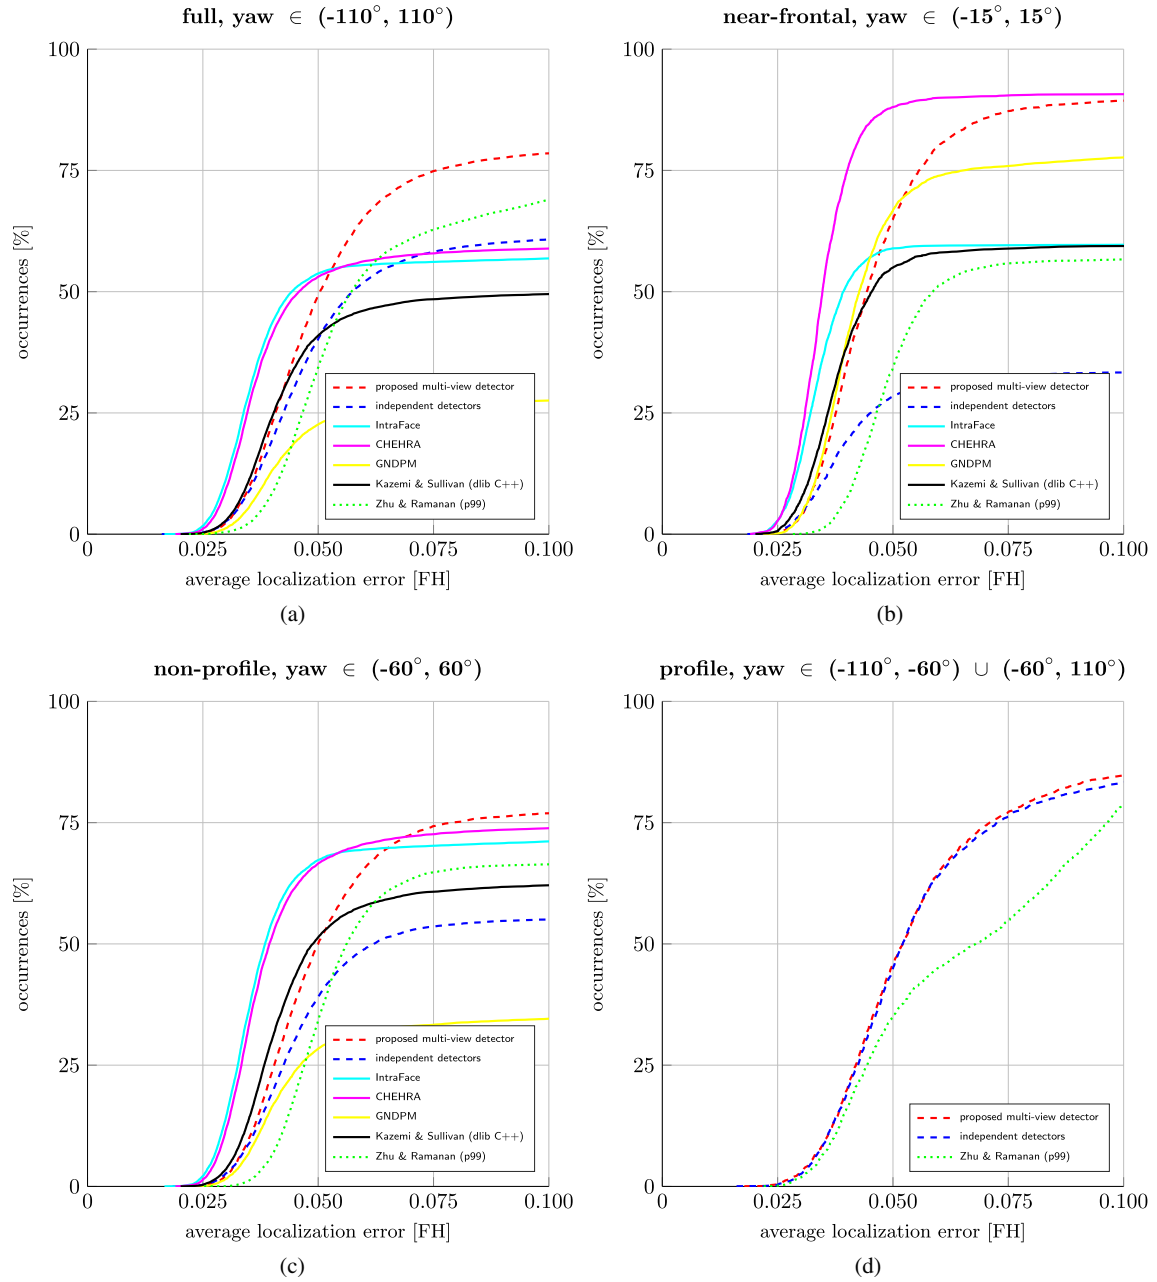 full, yaw ∈ (-110°, 110°)
100
75
50
25
0
occurrences [%]
proposed multi-view detector
independent detectors
IntraFace
CHEHRA
GNDPM
Kazemi & Sullivan (dlib C++)
Zhu & Ramanan (p99)
0 0.025 0.050 0.075 0.100
average localization error [FH]
(a)
near-frontal, yaw ∈ (-15°, 15°)
100
75
50
25
0
occurrences [%]
proposed multi-view detector
independent detectors
IntraFace
CHEHRA
GNDPM
Kazemi & Sullivan (dlib C++)
Zhu & Ramanan (p99)
0 0.025 0.050 0.075 0.100
average localization error [FH]
(b)
non-profile, yaw ∈ (-60°, 60°)
100
75
50
25
0
occurrences [%]
proposed multi-view detector
independent detectors
IntraFace
CHEHRA
GNDPM
Kazemi & Sullivan (dlib C++)
Zhu & Ramanan (p99)
0 0.025 0.050 0.075 0.100
average localization error [FH]
(c)
profile, yaw ∈ (-110°, -60°) ∪ (-60°, 110°)
100
75
50
25
0
occurrences [%]
proposed multi-view detector
independent detectors
Zhu & Ramanan (p99)
0 0.025 0.050 0.075 0.100
average localization error [FH]
(d)